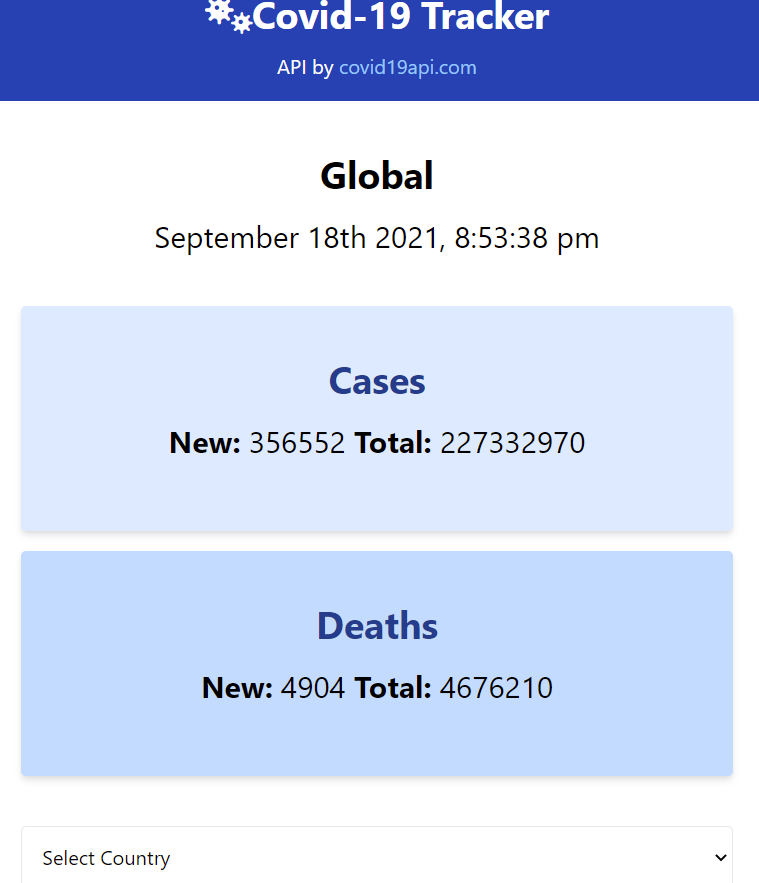 Covid-19 Tracker
API by covid19api.com
Global
September 18th 2021, 8:53:38 pm
Cases
New: 356552 Total: 227332970
Deaths
New: 4904 Total: 4676210
Select Country